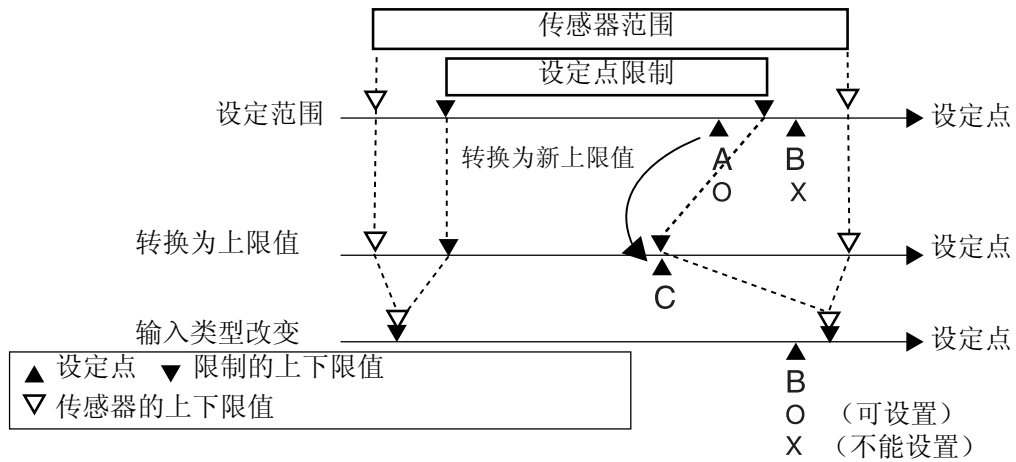 传感器范围
设定点限制
设定范围
设定点
转换为新上限值
A
B
O
X
转换为上限值
设定点
C
输入类型改变
设定点
▲ 设定点 ▼ 限制的上下限值
▽ 传感器的上下限值
B
O （可设置）
X （不能设置）